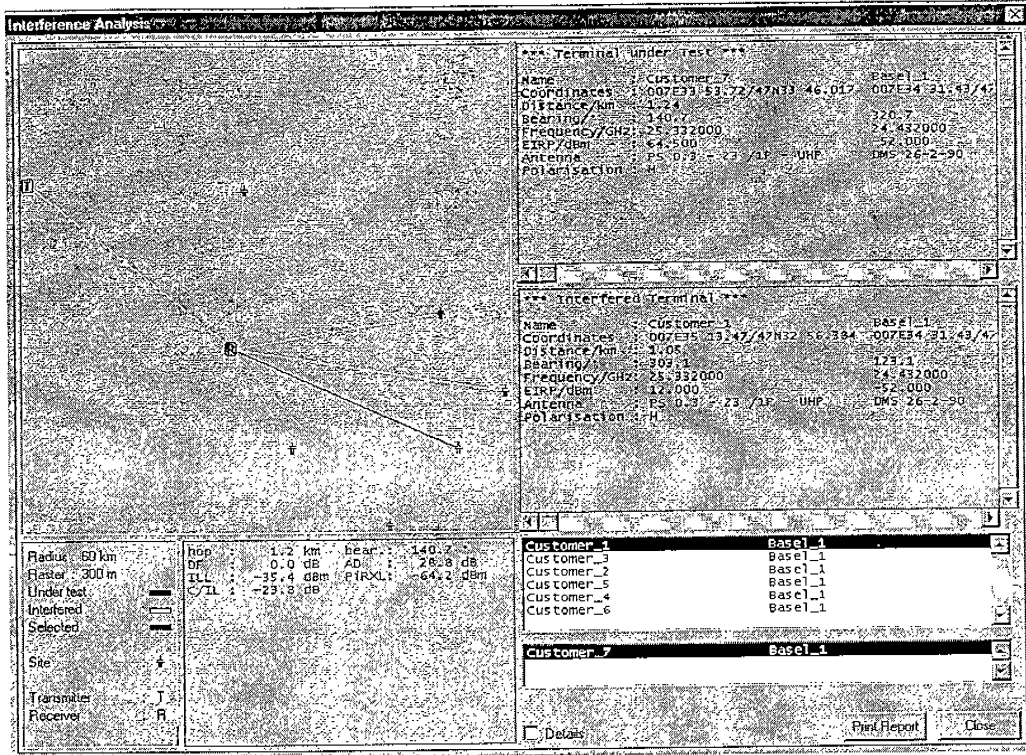 Interference Analysis
T
R
*** Terminal under Test ***
Name : Customer_7 Basel_1
Coordinates : 007E33 53.72/47N33 46.017 007E34 31.43/47
Distance/km : 1.24
Bearing/° : 140.7 320.7
Frequency/GHz: 25.332000 24.432000
EIRP/dBm : 64.500 -52.000
Antenna : PS 0.3 - 23 /1F - UHP DMS 26-2-90
Polarisation : H
*** Interfered Terminal ***
Name : Customer_1 Basel_1
Coordinates : 007E35 13.47/47N32 56.384 007E34 31.43/47
Distance/km : 1.05
Bearing/° : 303.1 123.1
Frequency/GHz: 25.332000 24.432000
EIRP/dBm : 12.000 -52.000
Antenna : PS 0.3 - 23 /1F - UHP DMS 26-2-90
Polarisation : H
Radius : 60 km
Raster : 300 m
Under test
Interfered
Selected
Site
Transmitter T
Receiver R
hop : 1.2 km bear.: 140.7
DF : 0.0 dB AD : 28.8 dB
ILL : -35.4 dBm PIRXL: -64.2 dBm
C/IL : -23.8 dB
Customer_1 Basel_1
Customer_3 Basel_1
Customer_2 Basel_1
Customer_5 Basel_1
Customer_4 Basel_1
Customer_6 Basel_1
Customer_7 Basel_1
Details
Print Report
Close